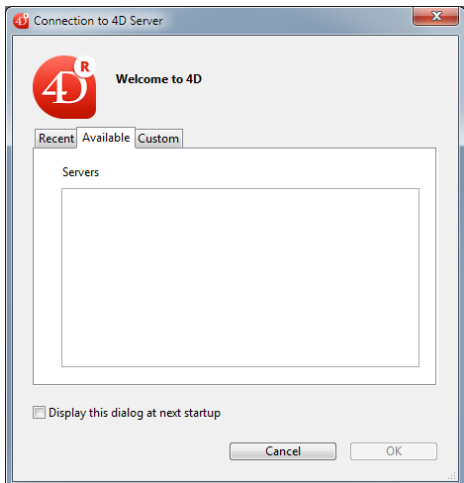 4D Connection to 4D Server
4D R
Welcome to 4D
Recent Available Custom
Servers
Display this dialog at next startup
Cancel OK